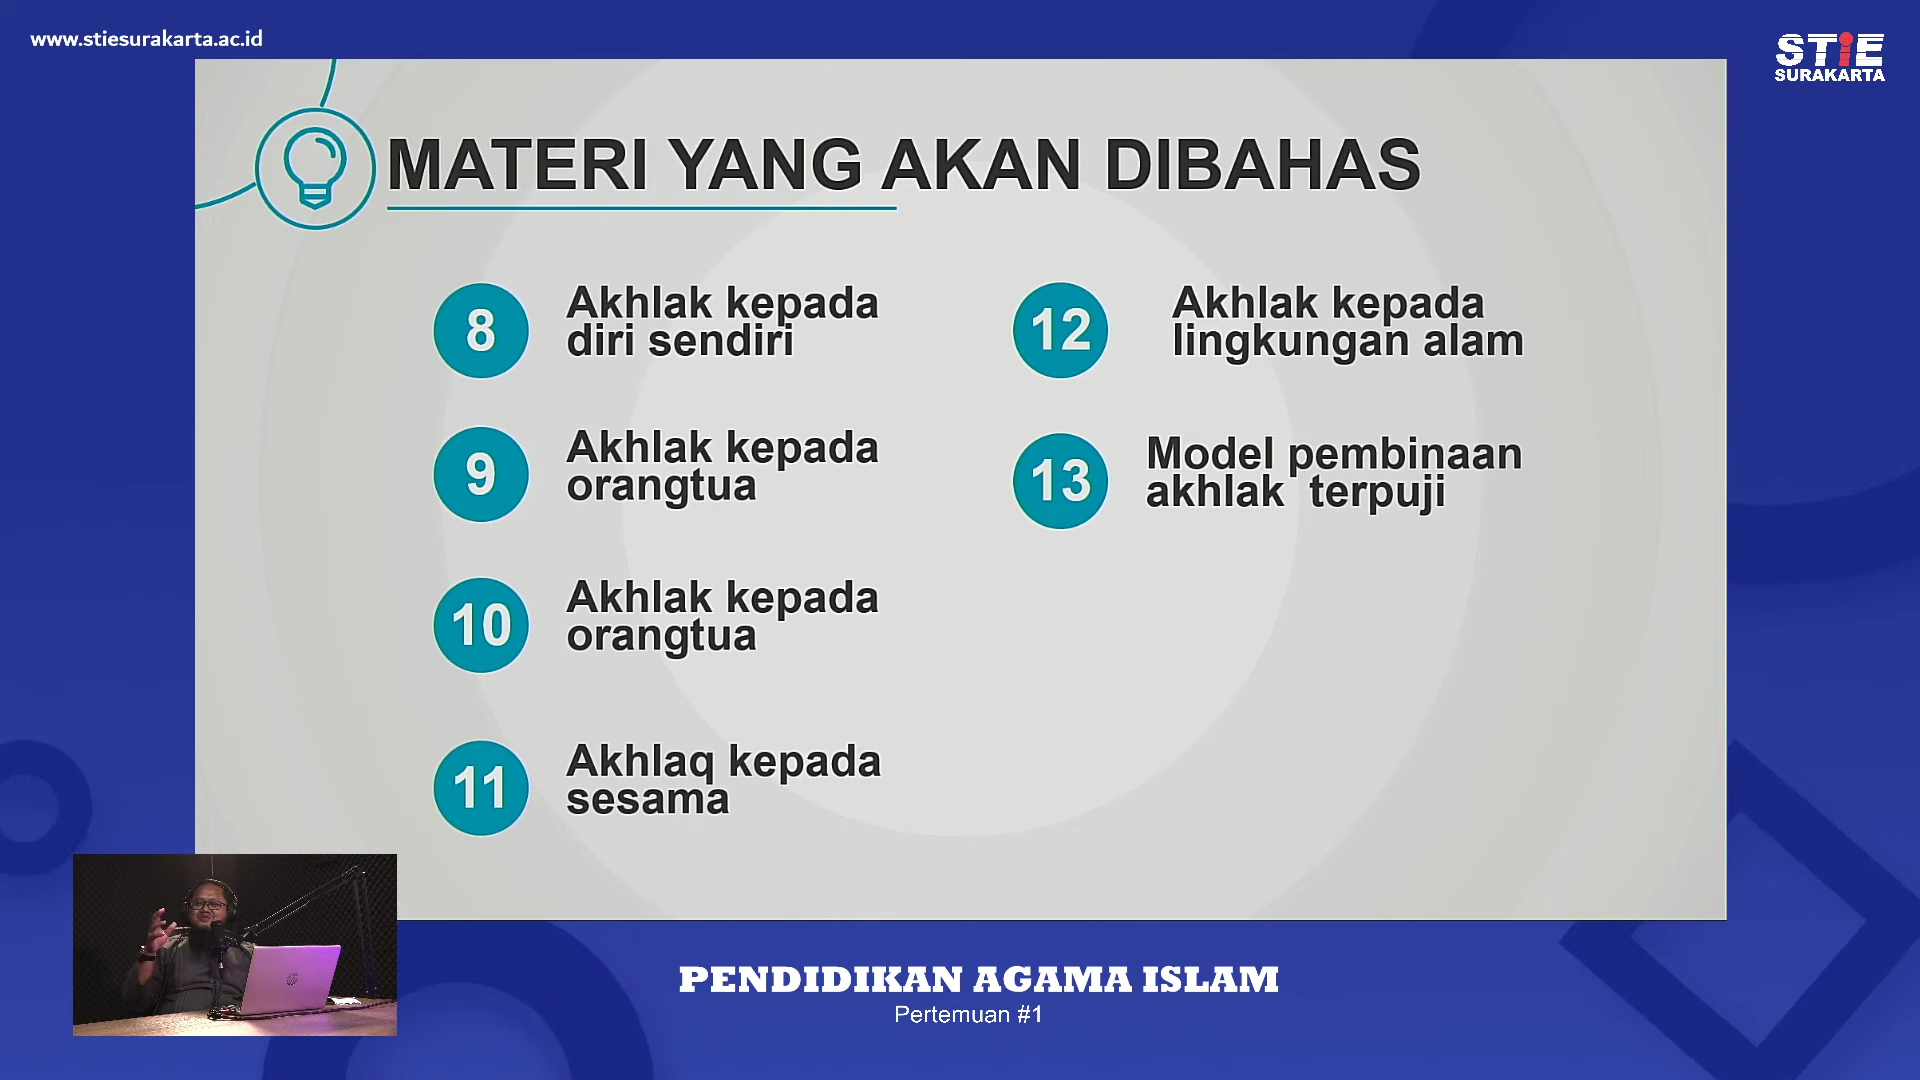 www.stiesurakarta.ac.id
STIE
SURAKARTA
MATERI YANG AKAN DIBAHAS
8
Akhlak kepada
diri sendiri
9
Akhlak kepada
orangtua
10
Akhlak kepada
orangtua
11
Akhlaq kepada
sesama
12
Akhlak kepada
lingkungan alam
13
Model pembinaan
akhlak terpuji
PENDIDIKAN AGAMA ISLAM
Pertemuan #1